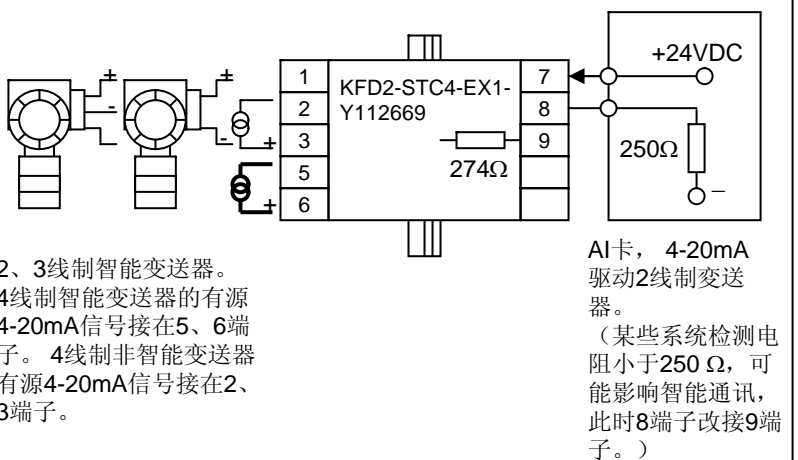 +24VDC
+
+
-
-
+
+
1
2
3
5
6
KFD2-STC4-EX1-
Y112669
274Ω
7
8
9
250Ω
−
2、3线制智能变送器。
4线制智能变送器的有源
4-20mA信号接在5、6端
子。 4线制非智能变送器
有源4-20mA信号接在2、
3端子。
AI卡, 4-20mA
驱动2线制变送
器。
（某些系统检测电
阻小于250 Ω，可
能影响智能通讯，
此时8端子改接9端
子。）